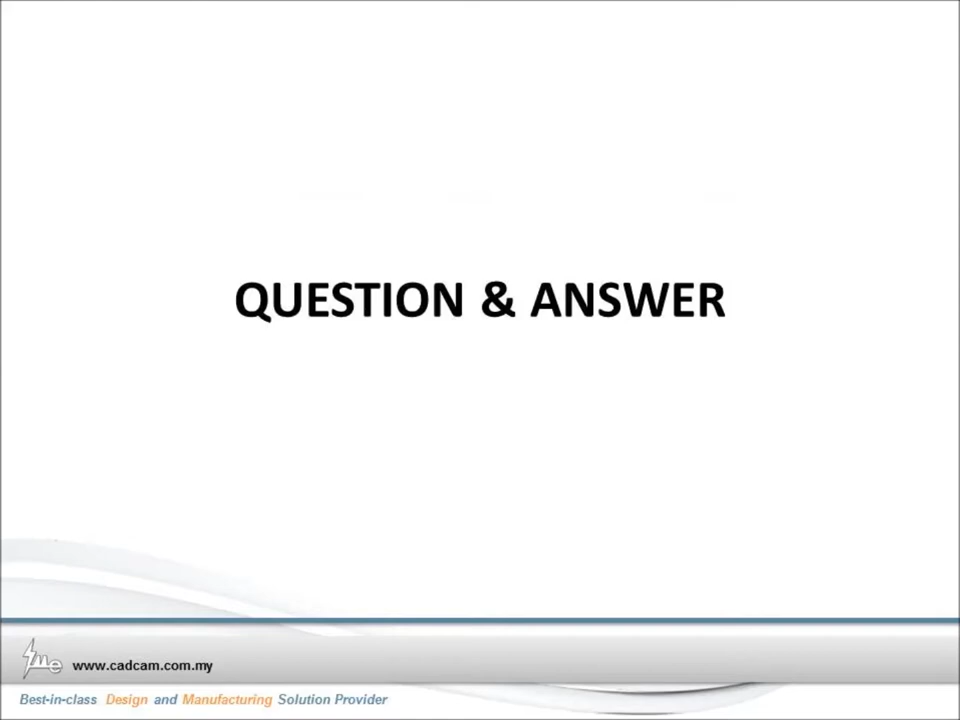 QUESTION & ANSWER
www.cadcam.com.my
Best-in-class Design and Manufacturing Solution Provider